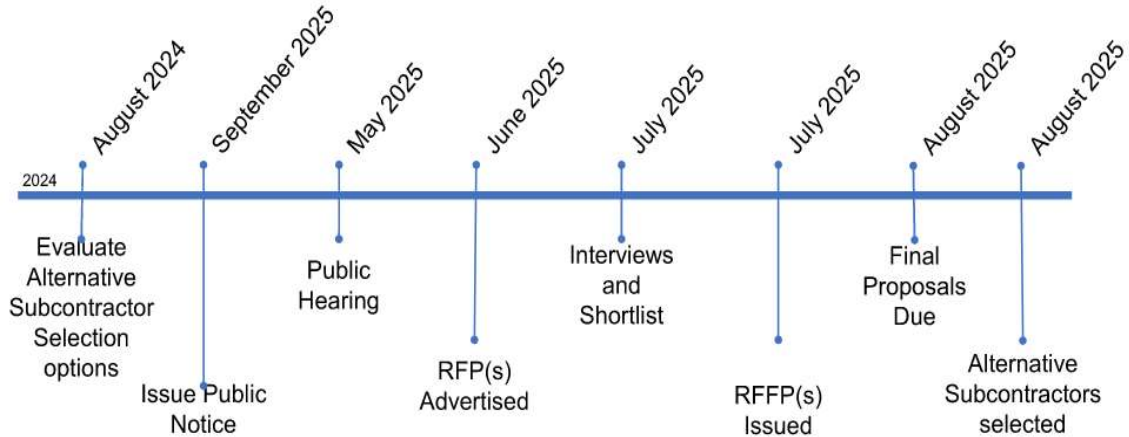 August 2024
September 2025
May 2025
June 2025
July 2025
July 2025
August 2025
August 2025
2024
Evaluate
Alternative
Subcontractor
Selection
options
Issue Public
Notice
Public
Hearing
RFP(s)
Advertised
Interviews
and
Shortlist
RFFP(s)
Issued
Final
Proposals
Due
Alternative
Subcontractors
selected